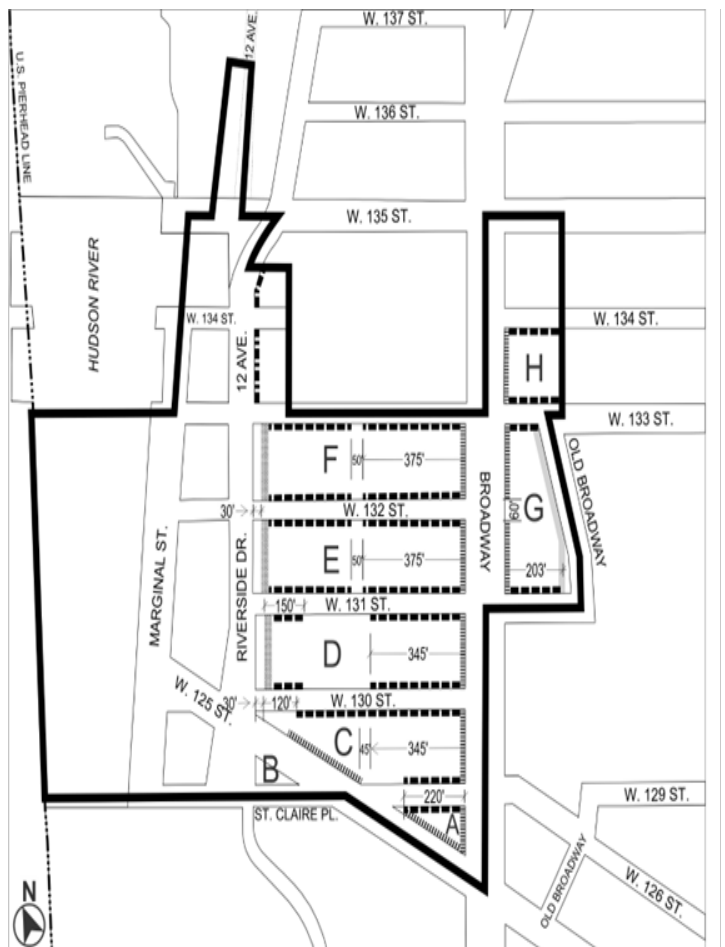 W. 137 ST.
12 AVE.
U.S. PIERHEAD LINE
W. 136 ST.
W. 135 ST.
HUDSON RIVER
W. 134 ST.
W. 134 ST.
12 AVE.
H
W. 133 ST.
F
50'
375'
BROADWAY
OLD BROADWAY
G
60'
30'
W. 132 ST.
MARGINAL ST.
RIVERSIDE DR.
E
50'
375'
203'
150'
W. 131 ST.
D
345'
W. 125 ST.
30'
120'
W. 130 ST.
C
45'
345'
B
220'
W. 129 ST.
ST. CLAIRE PL.
A
OLD BROADWAY
W. 126 ST.
N